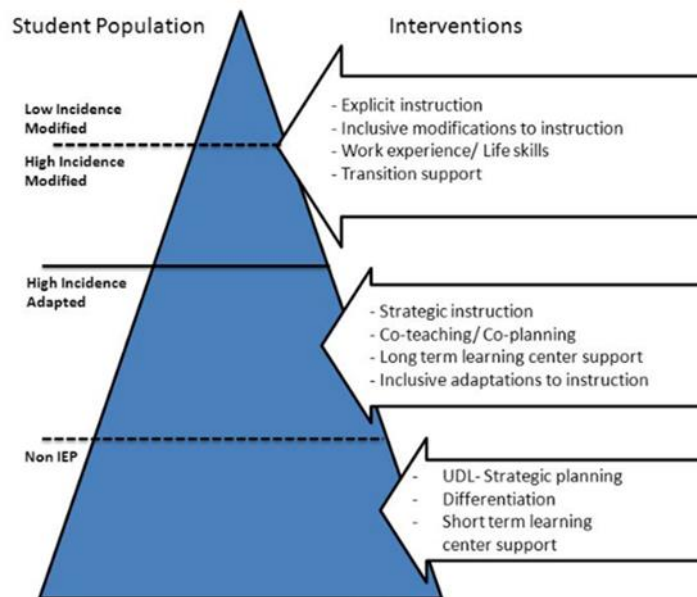 Student Population
Interventions
Low Incidence
Modified
High Incidence
Modified
- Explicit instruction
- Inclusive modifications to instruction
- Work experience/ Life skills
- Transition support
High Incidence
Adapted
- Strategic instruction
- Co-teaching/ Co-planning
- Long term learning center support
- Inclusive adaptations to instruction
Non IEP
- UDL- Strategic planning
- Differentiation
- Short term learning
center support